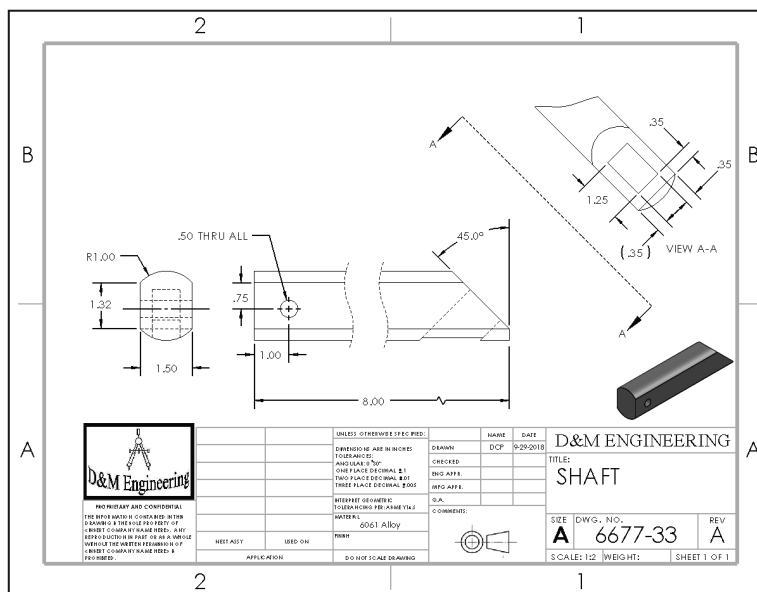 2
1
B
B
A
A
A
.35
.35
1.25
(.35)
VIEW A-A
45.0°
.50 THRU ALL
R1.00
1.32
.75
A
1.00
1.50
8.00
D&M Engineering
PROPRIETARY AND CONFIDENTIAL
THE INFORMATION CONTAINED IN THIS
DRAWING IS THE SOLE PROPERTY OF
<INSERT COMPANY NAME HERE>. ANY
REPRODUCTION IN PART OR AS A WHOLE
WITHOUT THE WRITTEN PERMISSION OF
<INSERT COMPANY NAME HERE> IS
PROHIBITED.
NEXT ASSY
USED ON
APPLICATION
UNLESS OTHERWISE SPECIFIED:
DIMENSIONS ARE IN INCHES
TOLERANCES:
ANGULAR: 0°30"
ONE PLACE DECIMAL ±.1
TWO PLACE DECIMAL ±.01
THREE PLACE DECIMAL ±.005
INTERPRET GEOMETRIC
TOLERANCING PER: ASME Y14.5
MATERIAL
6061 Alloy
FINISH
DO NOT SCALE DRAWING
NAME
DATE
DRAWN
DCP
9-29-2018
CHECKED
ENG APPR.
MFG APPR.
Q.A.
COMMENTS:
D&M ENGINEERING
TITLE:
SHAFT
SIZE
A
DWG. NO.
6677-33
REV
A
SCALE: 1:2
WEIGHT:
SHEET 1 OF 1
2
1